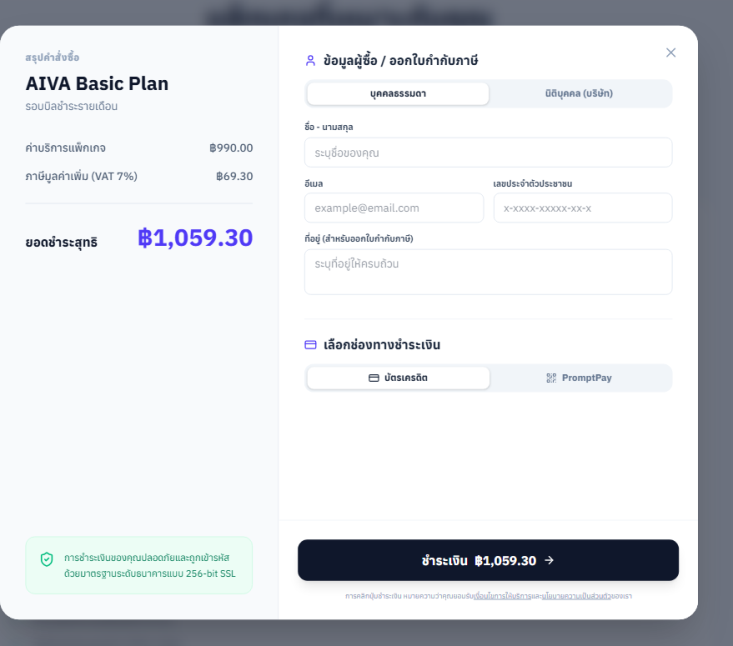 สรุปคำสั่งซื้อ
AIVA Basic Plan
รอบบิลชำระรายเดือน
ค่าบริการแพ็กเกจ ฿990.00
ภาษีมูลค่าเพิ่ม (VAT 7%) ฿69.30
ยอดชำระสุทธิ ฿1,059.30
การชำระเงินของคุณปลอดภัยและถูกเข้ารหัส
ด้วยมาตรฐานระดับธนาคารแบบ 256-bit SSL
ข้อมูลผู้ซื้อ / ออกใบกำกับภาษี
บุคคลธรรมดา นิติบุคคล (บริษัท)
ชื่อ - นามสกุล
ระบุชื่อของคุณ
อีเมล เลขประจำตัวประชาชน
example@email.com x-xxxx-xxxxx-xx-x
ที่อยู่ (สำหรับออกใบกำกับภาษี)
ระบุที่อยู่ให้ครบถ้วน
เลือกช่องทางชำระเงิน
บัตรเครดิต PromptPay
ชำระเงิน ฿1,059.30 →
การคลิกปุ่มชำระเงิน หมายความว่าคุณยอมรับเงื่อนไขการให้บริการและนโยบายความเป็นส่วนตัวของเรา